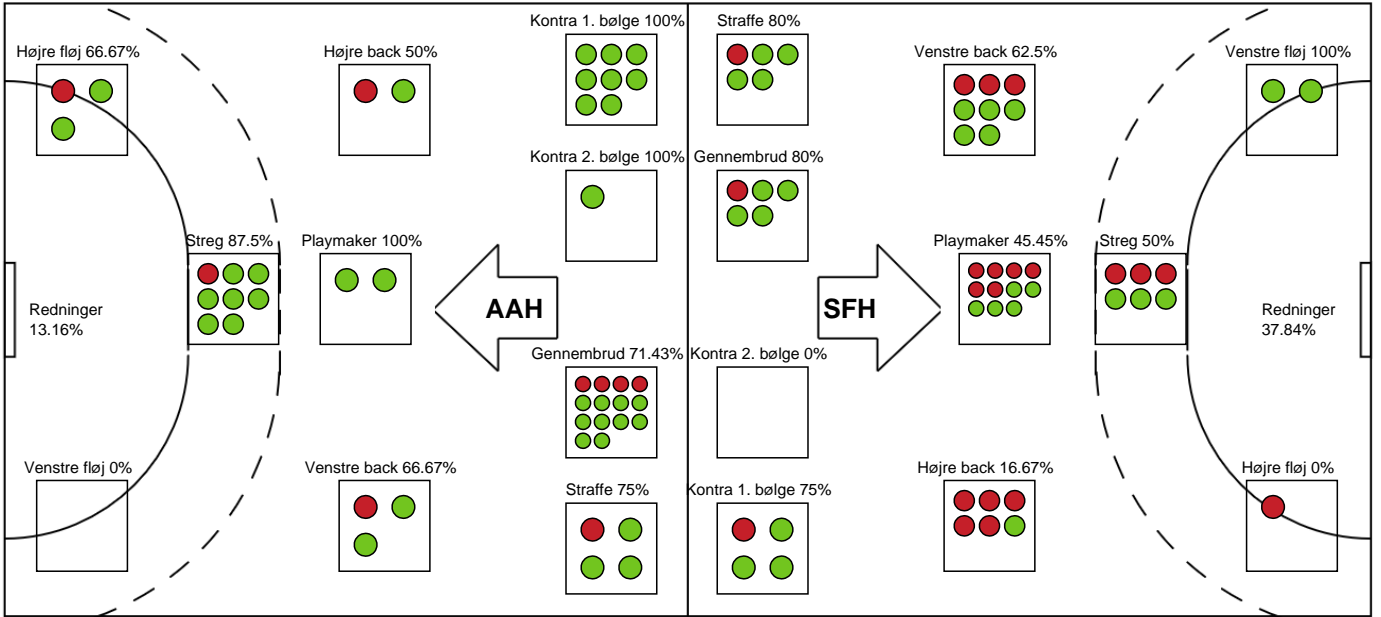 Kontra 1. bølge 100%
Straffe 80%
Højre fløj 66.67%
Højre back 50%
Venstre back 62.5%
Venstre fløj 100%
Kontra 2. bølge 100%
Gennembrud 80%
Streg 87.5%
Playmaker 100%
Playmaker 45.45%
Streg 50%
Redninger
13.16%
AAH
SFH
Redninger
37.84%
Gennembrud 71.43%
Kontra 2. bølge 0%
Venstre fløj 0%
Venstre back 66.67%
Højre back 16.67%
Højre fløj 0%
Straffe 75%
Kontra 1. bølge 75%